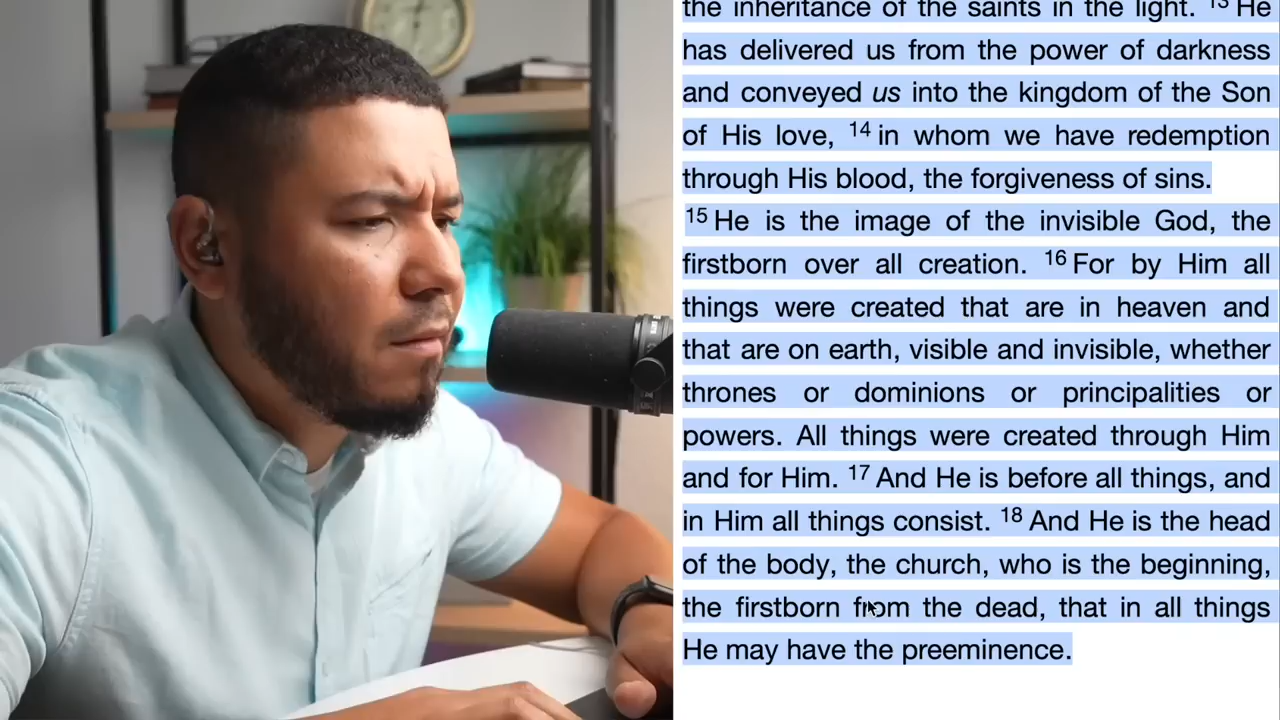 the inheritance of the saints in the light. 13 He
has delivered us from the power of darkness
and conveyed us into the kingdom of the Son
of His love, 14 in whom we have redemption
through His blood, the forgiveness of sins.
15 He is the image of the invisible God, the
firstborn over all creation. 16 For by Him all
things were created that are in heaven and
that are on earth, visible and invisible, whether
thrones or dominions or principalities or
powers. All things were created through Him
and for Him. 17 And He is before all things, and
in Him all things consist. 18 And He is the head
of the body, the church, who is the beginning,
the firstborn from the dead, that in all things
He may have the preeminence.